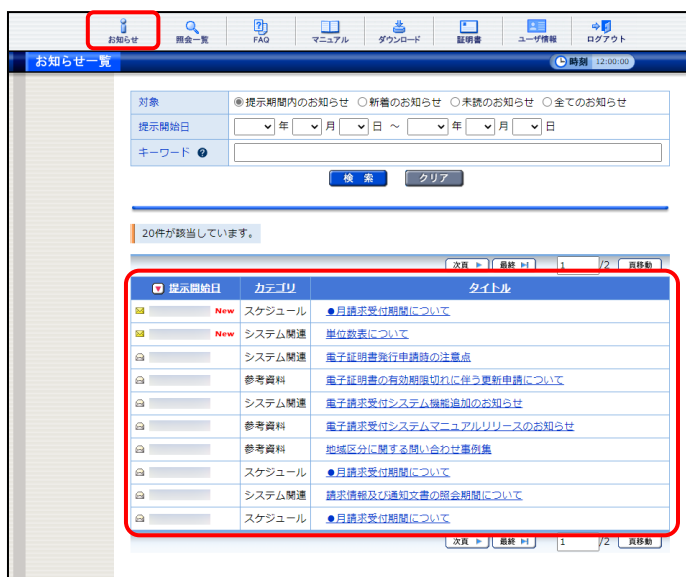 お知らせ 照会一覧 FAQ マニュアル ダウンロード 証明書 ユーザ情報 ログアウト
お知らせ一覧 時刻 12:00:00
対象 提示期間内のお知らせ 新着のお知らせ 未読のお知らせ 全てのお知らせ
提示開始日 年 月 日 ～ 年 月 日
キーワード ?
検 索 クリア
20件が該当しています。
次頁 最終 1 /2 頁移動
提示開始日 カテゴリ タイトル
New スケジュール ●月請求受付期間について
New システム関連 単位数表について
システム関連 電子証明書発行申請時の注意点
参考資料 電子証明書の有効期限切れに伴う更新申請について
システム関連 電子請求受付システム機能追加のお知らせ
参考資料 電子請求受付システムマニュアルリリースのお知らせ
参考資料 地域区分に関する問い合わせ事例集
スケジュール ●月請求受付期間について
システム関連 請求情報及び通知文書の照会期間について
スケジュール ●月請求受付期間について
次頁 最終 1 /2 頁移動